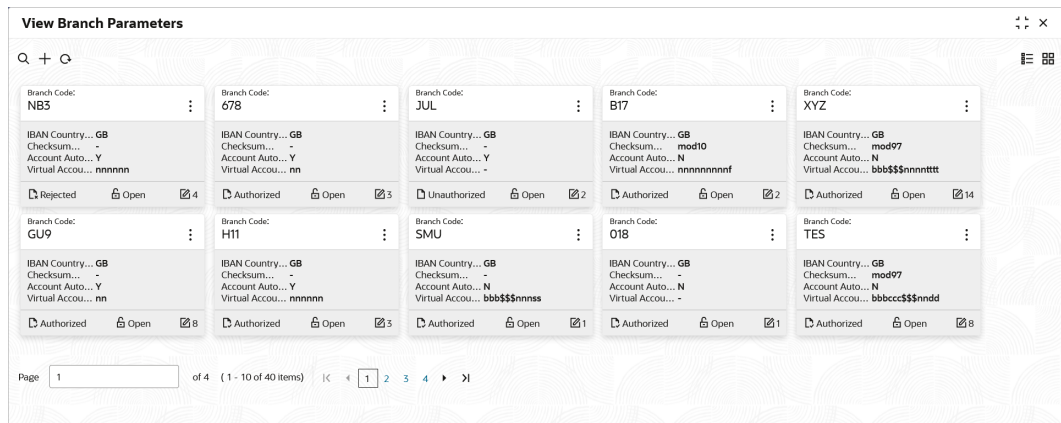 View Branch Parameters
Branch Code:
NB3
IBAN Country... GB
Checksum... -
Account Auto... Y
Virtual Accou... nnnnnn
Rejected Open 4
Branch Code:
678
IBAN Country... GB
Checksum... -
Account Auto... Y
Virtual Accou... nn
Authorized Open 3
Branch Code:
JUL
IBAN Country... GB
Checksum... -
Account Auto... Y
Virtual Accou... -
Unauthorized Open 2
Branch Code:
B17
IBAN Country... GB
Checksum... mod10
Account Auto... N
Virtual Accou... nnnnnnnnnf
Authorized Open 2
Branch Code:
XYZ
IBAN Country... GB
Checksum... mod97
Account Auto... N
Virtual Accou... bbb$$$nnnntttt
Authorized Open 14
Branch Code:
GU9
IBAN Country... GB
Checksum... -
Account Auto... Y
Virtual Accou... nn
Authorized Open 8
Branch Code:
H11
IBAN Country... GB
Checksum... -
Account Auto... Y
Virtual Accou... nnnnnn
Authorized Open 3
Branch Code:
SMU
IBAN Country... GB
Checksum... -
Account Auto... N
Virtual Accou... bbb$$$nnnss
Authorized Open 1
Branch Code:
018
IBAN Country... GB
Checksum... -
Account Auto... N
Virtual Accou... -
Authorized Open 1
Branch Code:
TES
IBAN Country... GB
Checksum... mod97
Account Auto... N
Virtual Accou... bbbccc$$$nndd
Authorized Open 8
Page 1 of 4 ( 1 - 10 of 40 items) 1 2 3 4